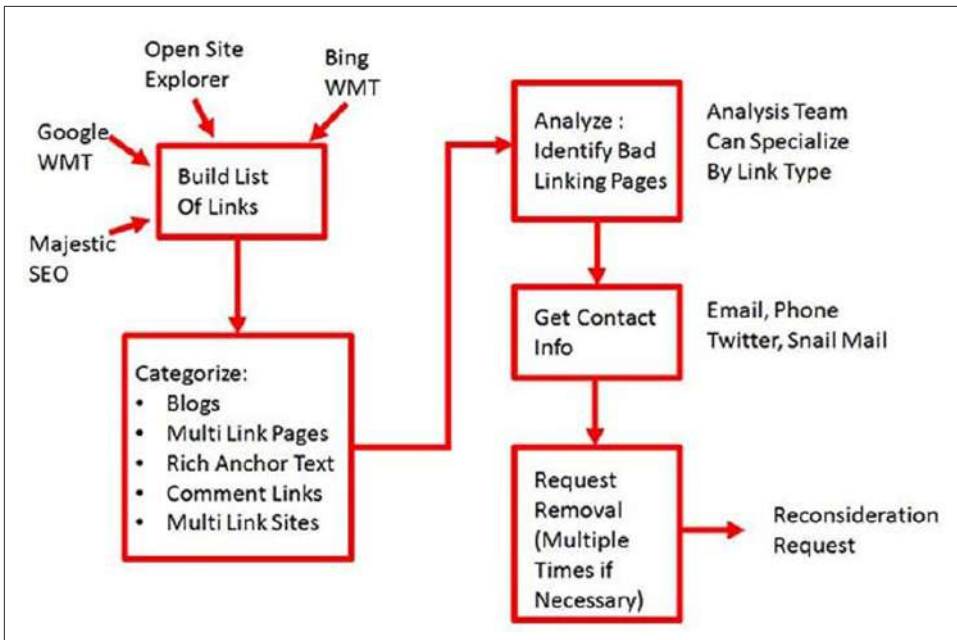 Open Site
Explorer
Bing
WMT
Google
WMT
Majestic
SEO
Build List
Of Links
Categorize:
• Blogs
• Multi Link Pages
• Rich Anchor Text
• Comment Links
• Multi Link Sites
Analyze :
Identify Bad
Linking Pages
Analysis Team
Can Specialize
By Link Type
Get Contact
Info
Email, Phone
Twitter, Snail Mail
Request
Removal
(Multiple
Times if
Necessary)
Reconsideration
Request